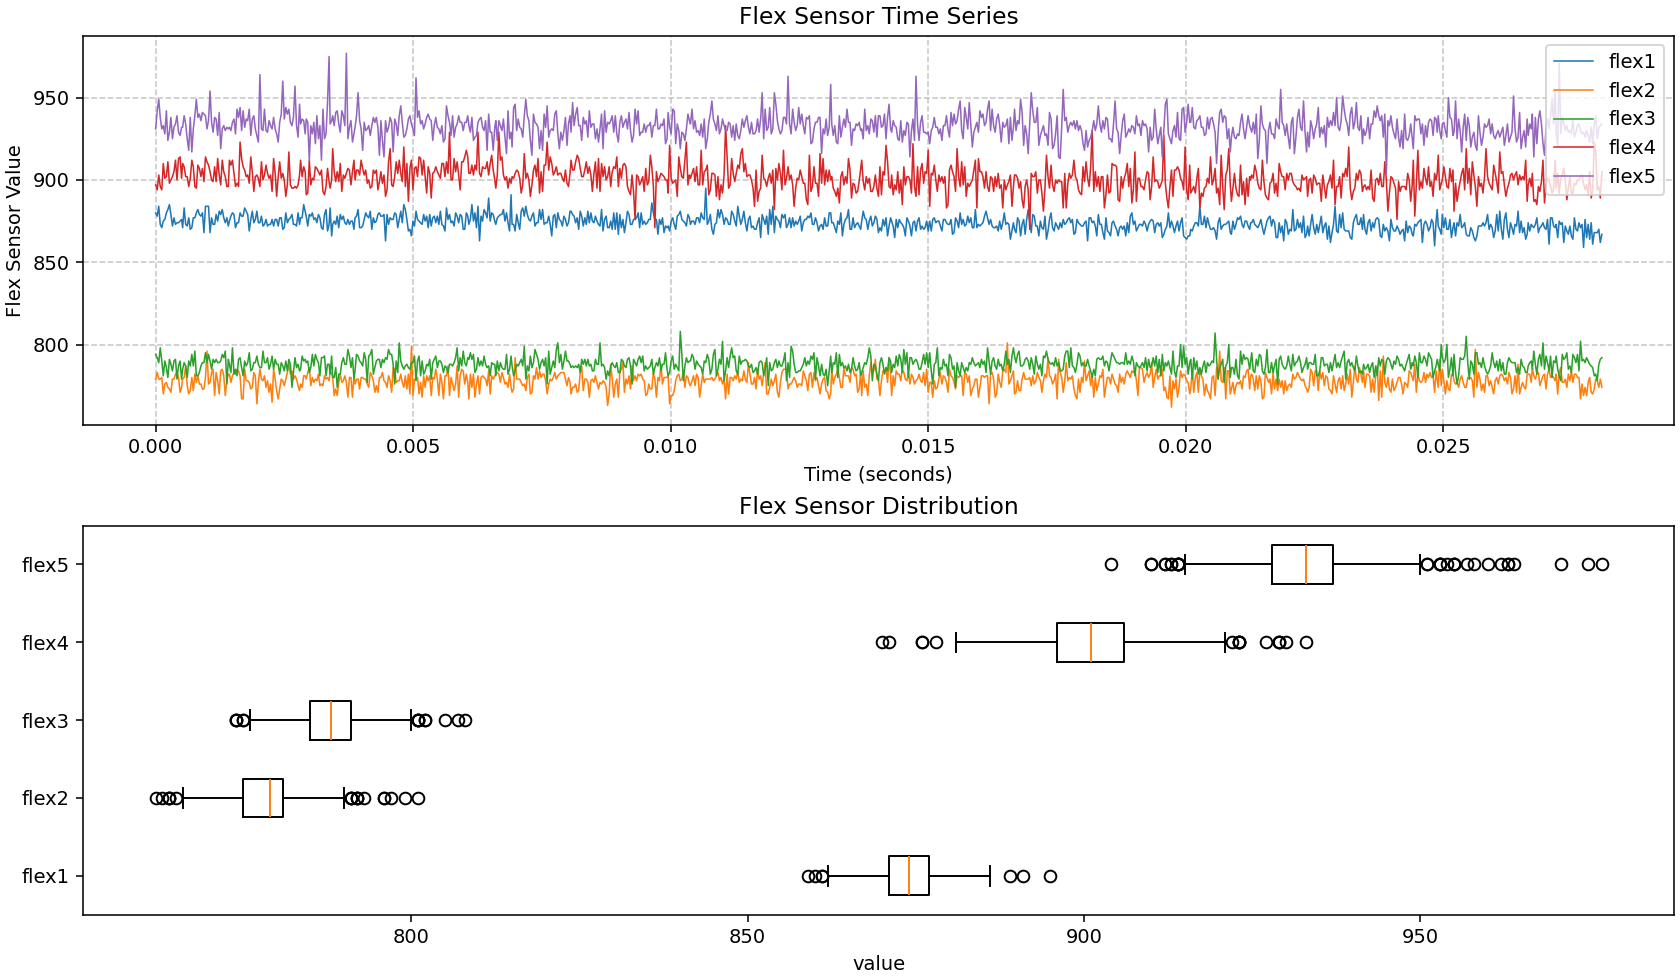 Flex Sensor Time Series
Flex Sensor Value
950
900
850
800
flex1
flex2
flex3
flex4
flex5
0.000 0.005 0.010 0.015 0.020 0.025
Time (seconds)
Flex Sensor Distribution
flex5
flex4
flex3
flex2
flex1
800 850 900 950
value